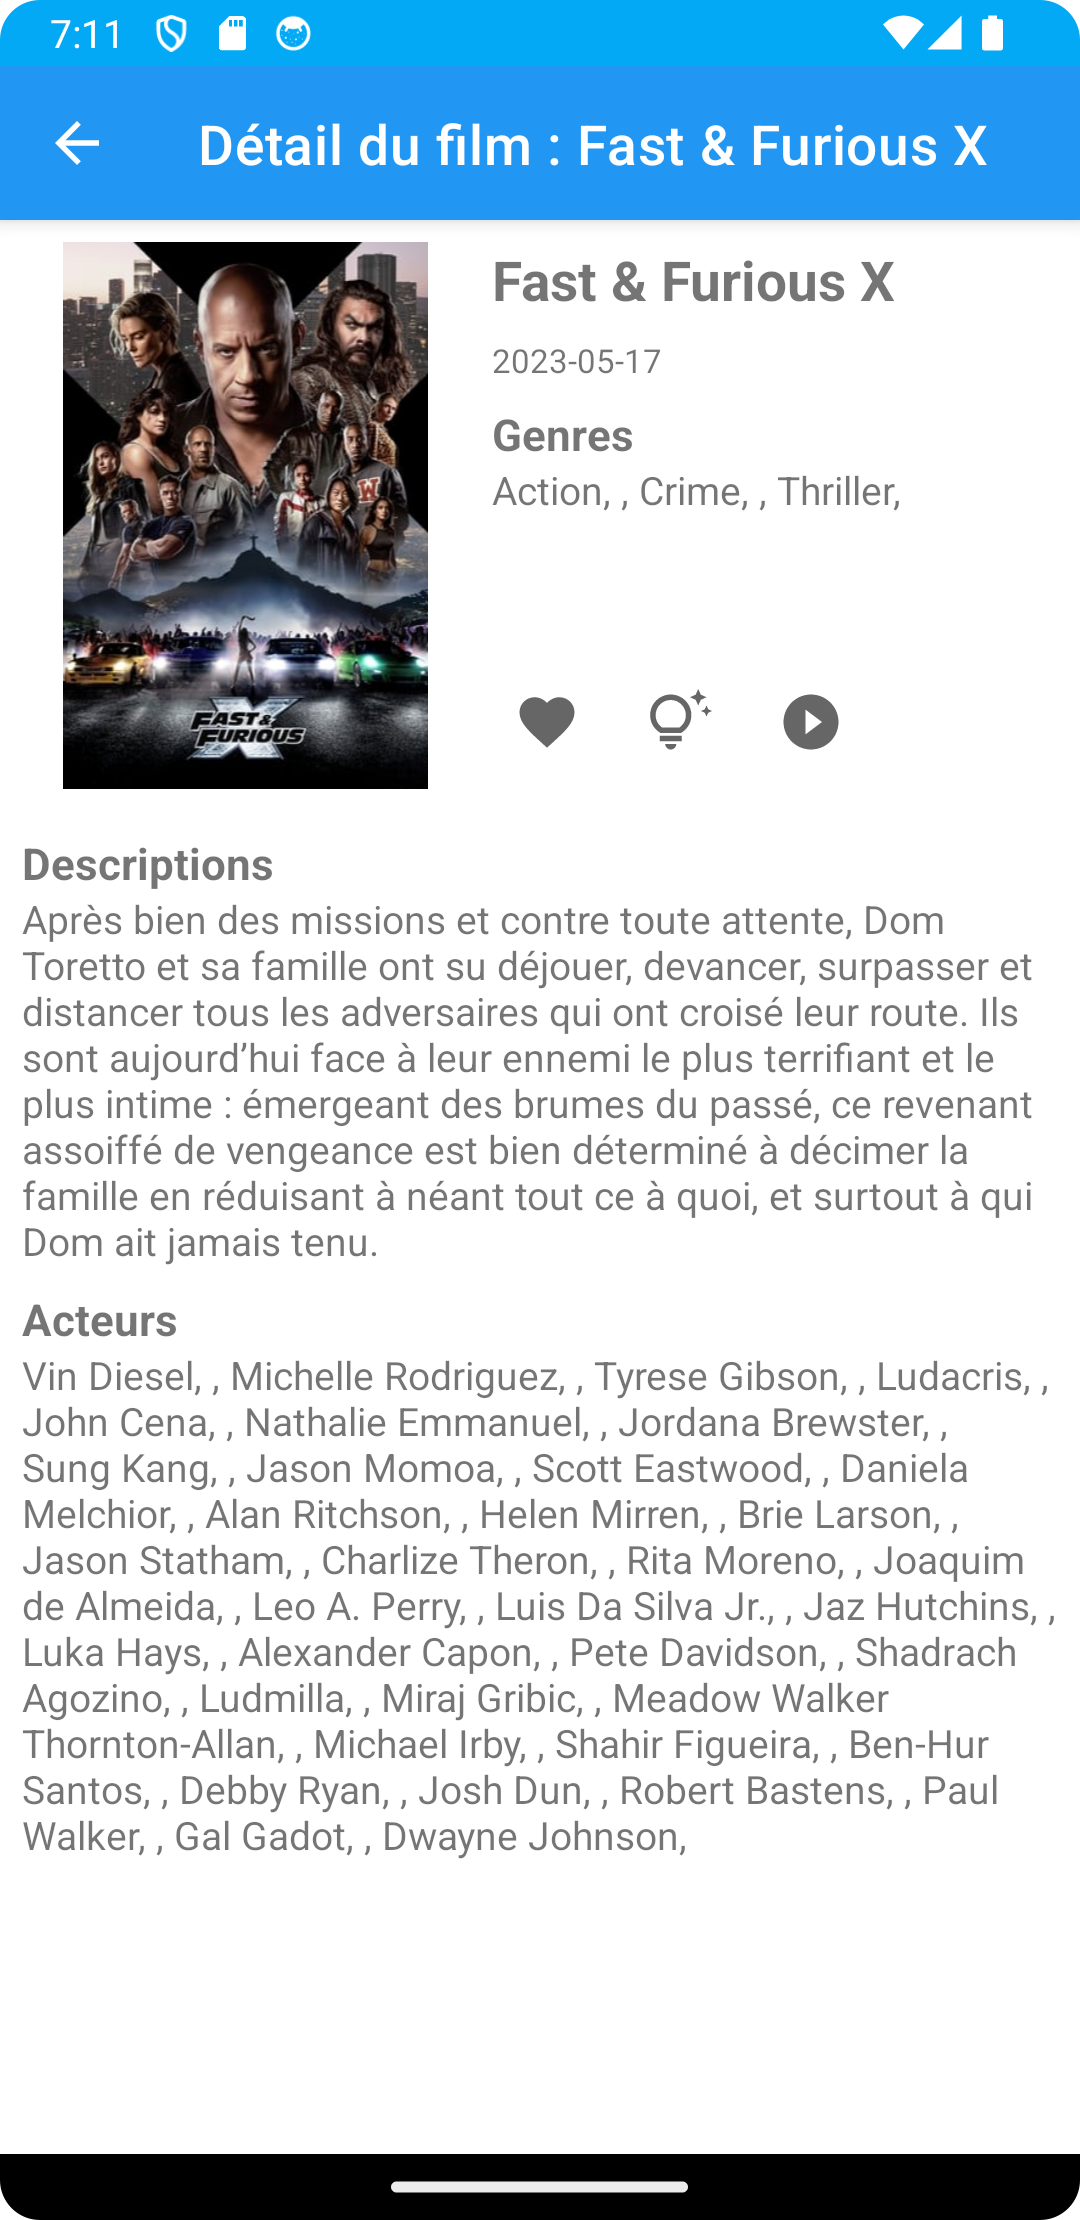 7:11
Détail du film : Fast & Furious X
Fast & Furious X
2023-05-17
Genres
Action, , Crime, , Thriller,
W
FAST &
FURIOUS
X
Descriptions
Après bien des missions et contre toute attente, Dom
Toretto et sa famille ont su déjouer, devancer, surpasser et
distancer tous les adversaires qui ont croisé leur route. Ils
sont aujourd’hui face à leur ennemi le plus terrifiant et le
plus intime : émergeant des brumes du passé, ce revenant
assoiffé de vengeance est bien déterminé à décimer la
famille en réduisant à néant tout ce à quoi, et surtout à qui
Dom ait jamais tenu.
Acteurs
Vin Diesel, , Michelle Rodriguez, , Tyrese Gibson, , Ludacris, ,
John Cena, , Nathalie Emmanuel, , Jordana Brewster, ,
Sung Kang, , Jason Momoa, , Scott Eastwood, , Daniela
Melchior, , Alan Ritchson, , Helen Mirren, , Brie Larson, ,
Jason Statham, , Charlize Theron, , Rita Moreno, , Joaquim
de Almeida, , Leo A. Perry, , Luis Da Silva Jr., , Jaz Hutchins, ,
Luka Hays, , Alexander Capon, , Pete Davidson, , Shadrach
Agozino, , Ludmilla, , Miraj Gribic, , Meadow Walker
Thornton-Allan, , Michael Irby, , Shahir Figueira, , Ben-Hur
Santos, , Debby Ryan, , Josh Dun, , Robert Bastens, , Paul
Walker, , Gal Gadot, , Dwayne Johnson,